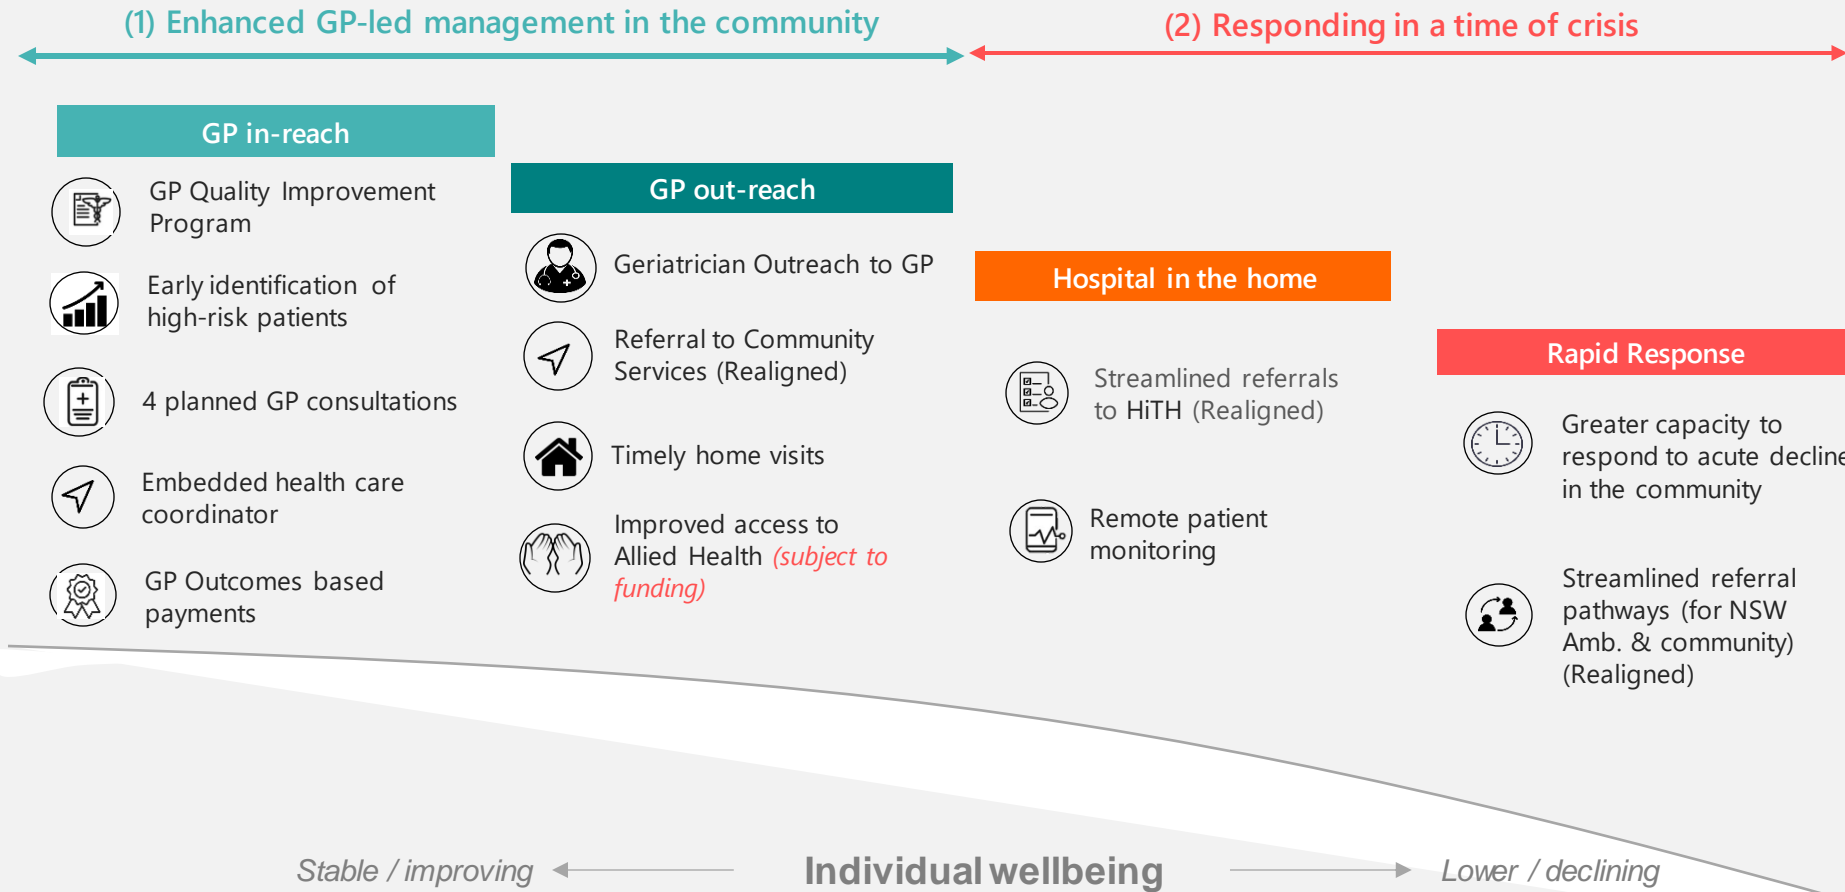 (1) Enhanced GP-led management in the community
(2) Responding in a time of crisis
GP in-reach
GP Quality Improvement
Program
Early identification of
high-risk patients
4 planned GP consultations
Embedded health care
coordinator
GP Outcomes based
payments
GP out-reach
Geriatrician Outreach to GP
Referral to Community
Services (Realigned)
Timely home visits
Improved access to
Allied Health (subject to
funding)
Hospital in the home
Streamlined referrals
to HiTH (Realigned)
Remote patient
monitoring
Rapid Response
Greater capacity to
respond to acute decline
in the community
Streamlined referral
pathways (for NSW
Amb. & community)
(Realigned)
Stable / improving
Individual wellbeing
Lower / declining